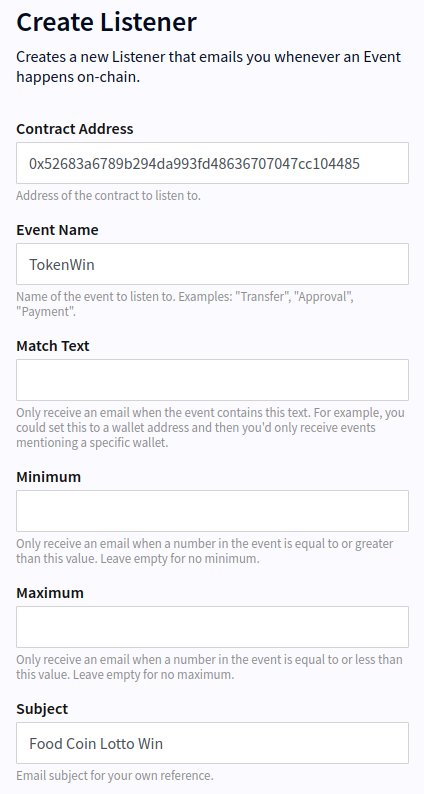 Create Listener
Creates a new Listener that emails you whenever an Event
happens on-chain.
Contract Address
0x52683a6789b294da993fd48636707047cc104485
Address of the contract to listen to.
Event Name
TokenWin
Name of the event to listen to. Examples: "Transfer", "Approval",
"Payment".
Match Text
Only receive an email when the event contains this text. For example, you
could set this to a wallet address and then you'd only receive events
mentioning a specific wallet.
Minimum
Only receive an email when a number in the event is equal to or greater
than this value. Leave empty for no minimum.
Maximum
Only receive an email when a number in the event is equal to or less than
this value. Leave empty for no maximum.
Subject
Food Coin Lotto Win
Email subject for your own reference.